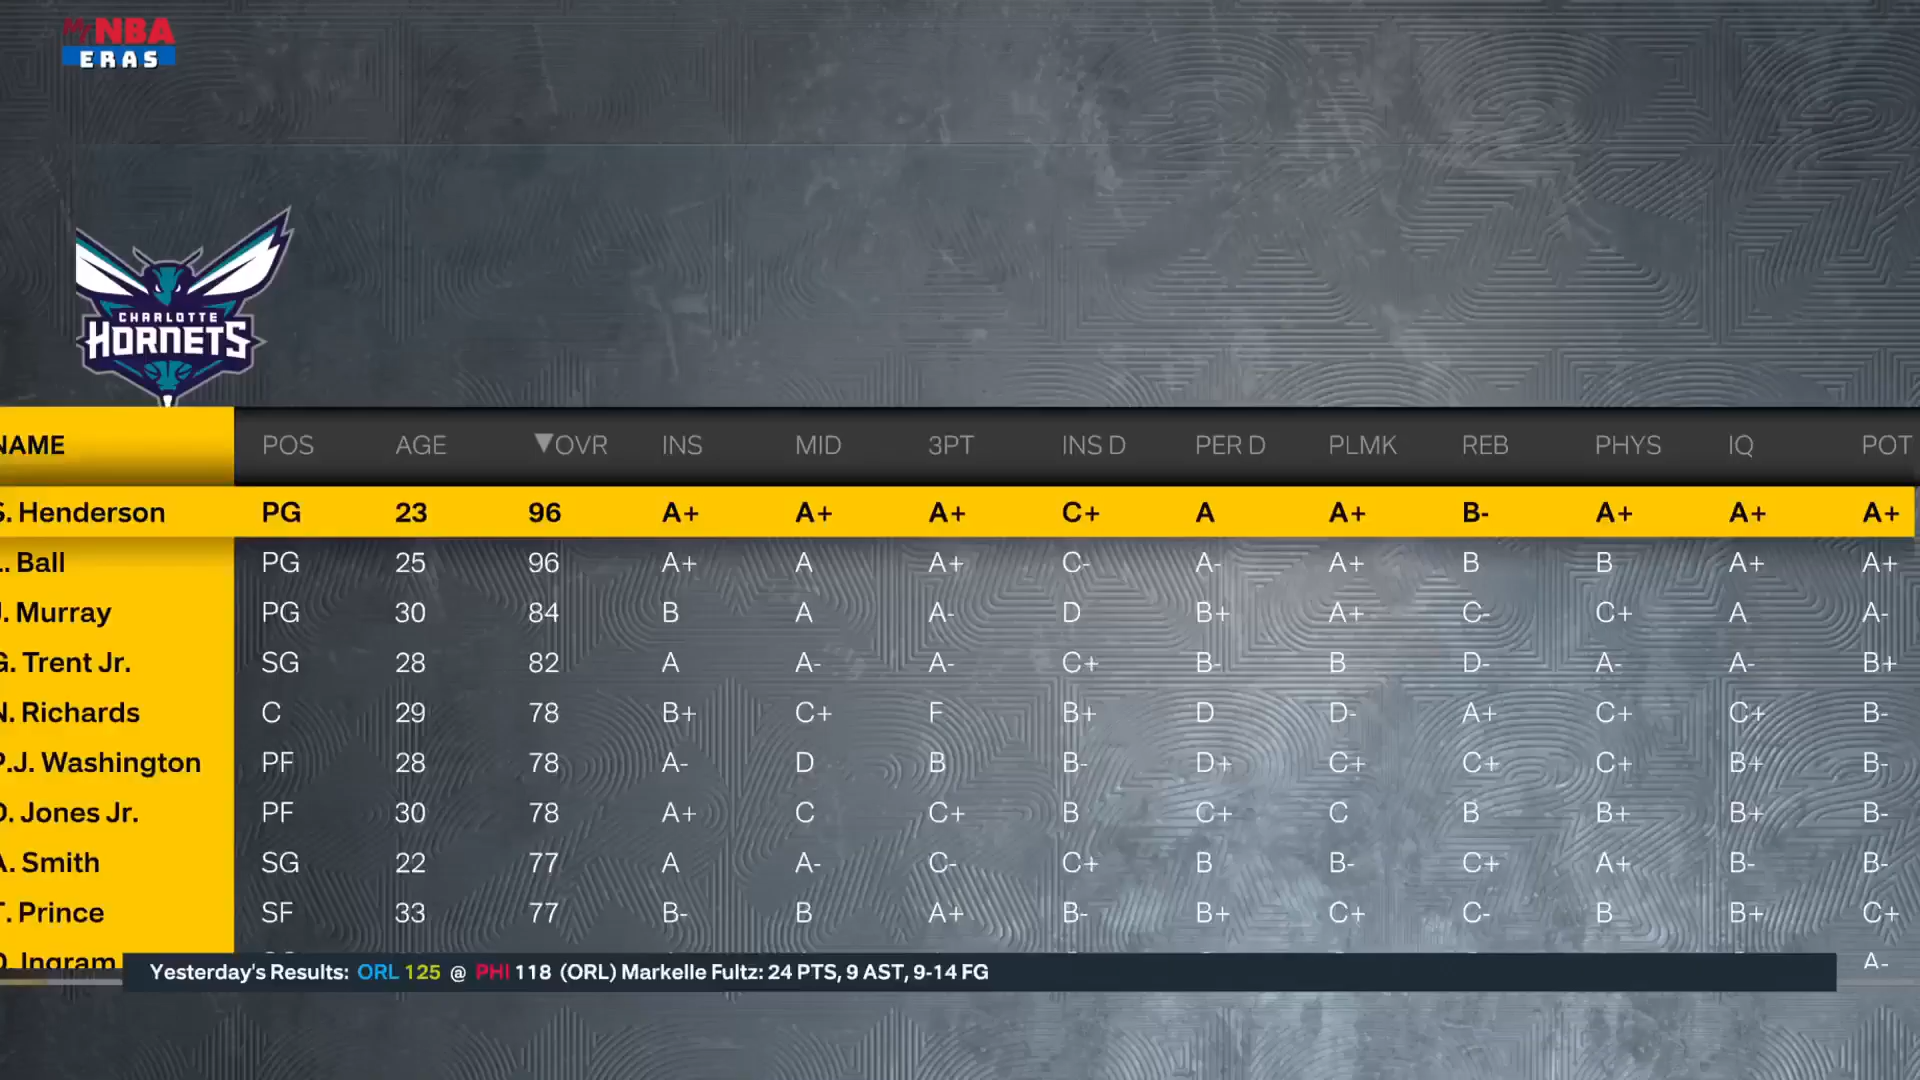 My NBA
ERAS
CHARLOTTE
HORNETS
NAME POS AGE ▼OVR INS MID 3PT INS D PER D PLMK REB PHYS IQ POT
S. Henderson PG 23 96 A+ A+ A+ C+ A A+ B- A+ A+ A+
L. Ball PG 25 96 A+ A A+ C- A- A+ B B A+ A+
J. Murray PG 30 84 B A A- D B+ A+ C- C+ A A-
G. Trent Jr. SG 28 82 A A- A- C+ B- B D- A- A- B+
N. Richards C 29 78 B+ C+ F B+ D D- A+ C+ C+ B-
P.J. Washington PF 28 78 A- D B B- D+ C+ C+ C+ B+ B-
D. Jones Jr. PF 30 78 A+ C C+ B C+ C B B+ B+ B-
A. Smith SG 22 77 A A- C- C+ B B- C+ A+ B- B-
T. Prince SF 33 77 B- B A+ B- B+ C+ C- B B+ C+
Ingram A-
Yesterday's Results: ORL 125 @ PHI 118 (ORL) Markelle Fultz: 24 PTS, 9 AST, 9-14 FG